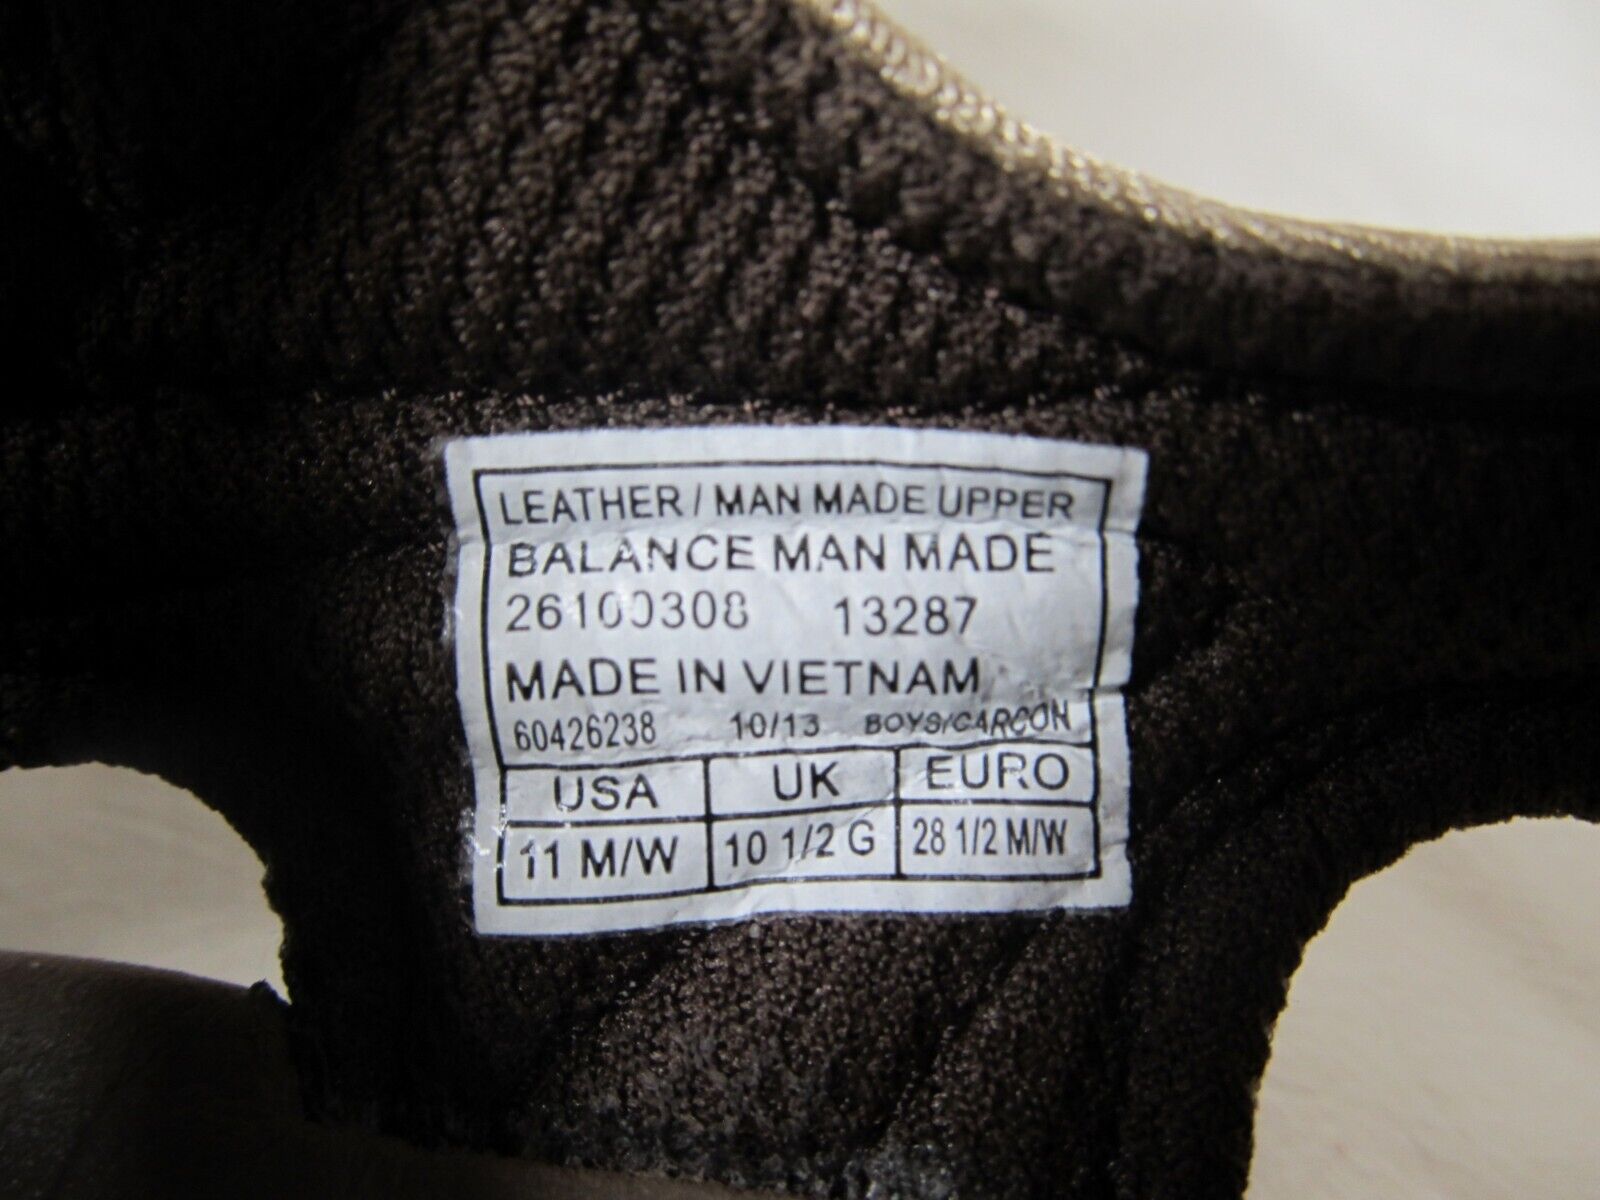 LEATHER / MAN MADE UPPER
BALANCE MAN MADE
26100308 13287
MADE IN VIETNAM
60426238 10/13 BOYS/GARCON
USA UK EURO
11 M/W 10 1/2 G 28 1/2 M/W